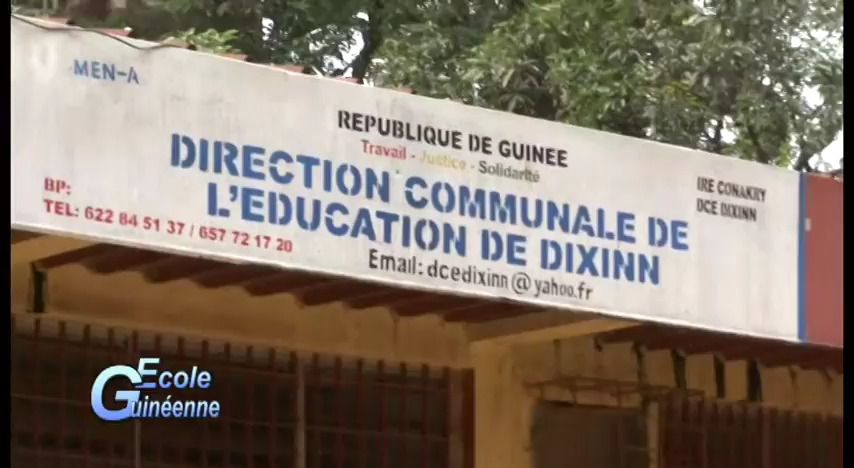 MEN-A
REPUBLIQUE DE GUINEE
Travail - Justice - Solidarité
IRE CONAKRY
DCE DIXINN
DIRECTION COMMUNALE DE
L'EDUCATION DE DIXINN
BP:
TEL: 622 84 51 37 / 657 72 17 20
Email: dcedixinn@yahoo.fr
Ecole
Guinéenne